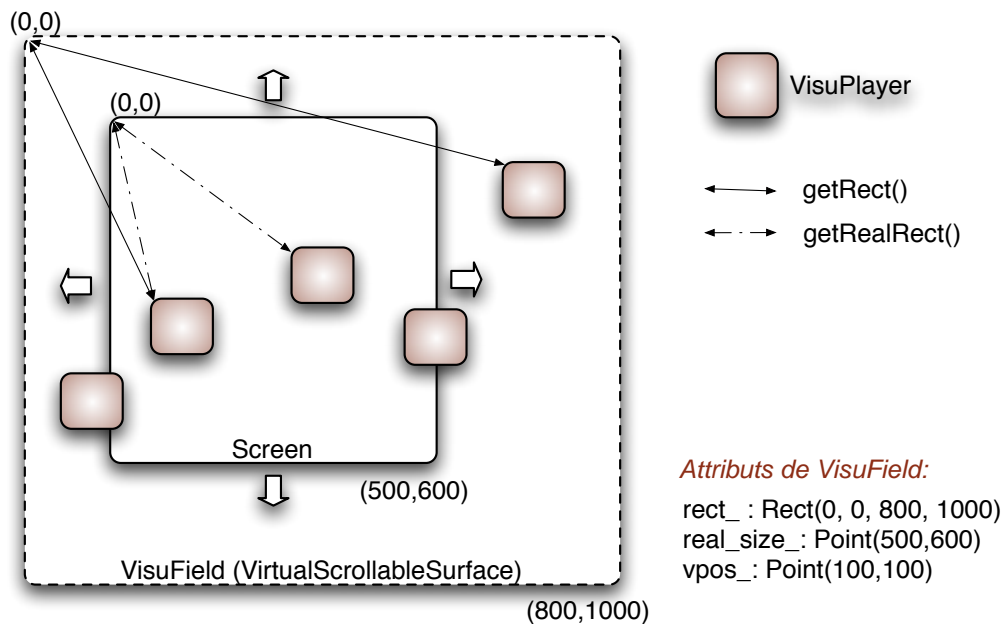 (0,0)
(0,0)
VisuPlayer
getRect()
getRealRect()
Screen
(500,600)
VisuField (VirtualScrollableSurface)
(800,1000)
Attributs de VisuField:
rect_ : Rect(0, 0, 800, 1000)
real_size_: Point(500,600)
vpos_: Point(100,100)